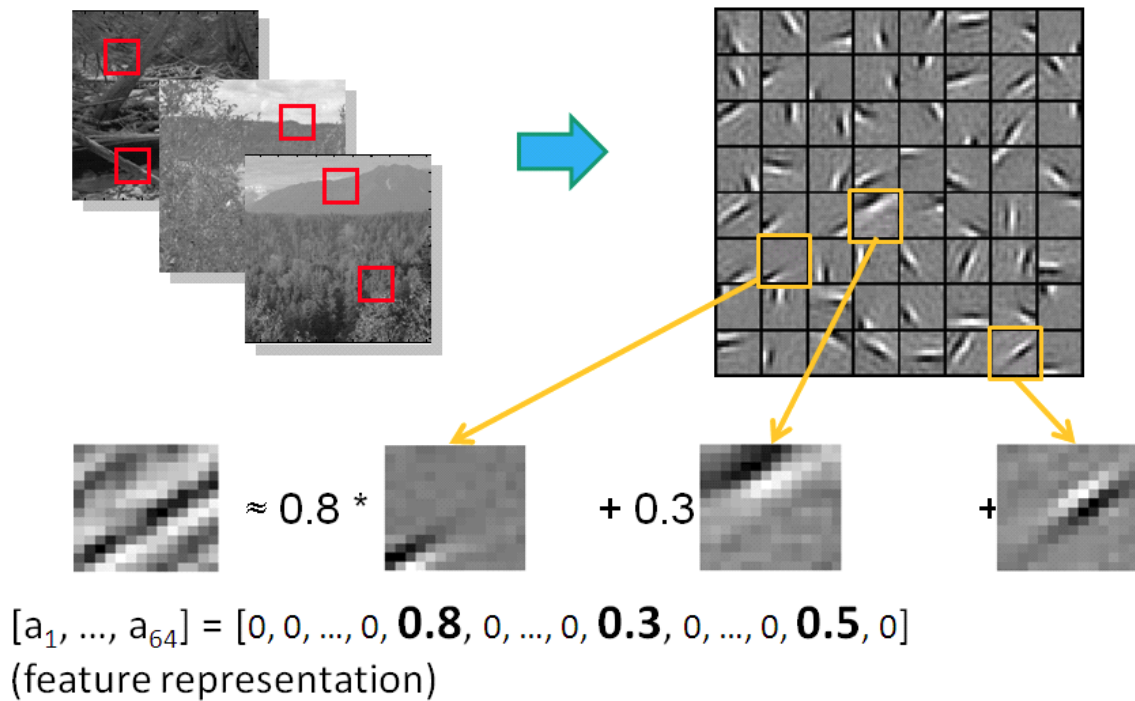 ≈ 0.8 * + 0.3 +
[a₁, ..., a₆₄] = [0, 0, ..., 0, 0.8, 0, ..., 0, 0.3, 0, ..., 0, 0.5, 0]
(feature representation)